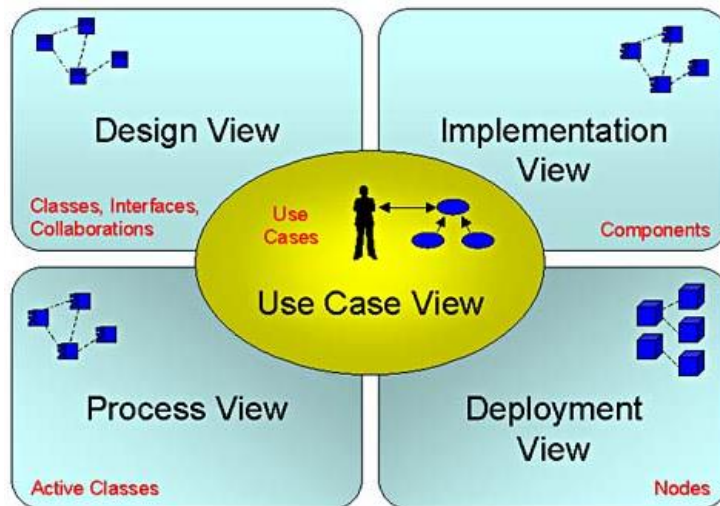 Design View
Classes, Interfaces,
Collaborations
Implementation
View
Components
Use
Cases
Use Case View
Process View
Active Classes
Deployment
View
Nodes